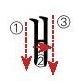 ① ③
ㅐ
②